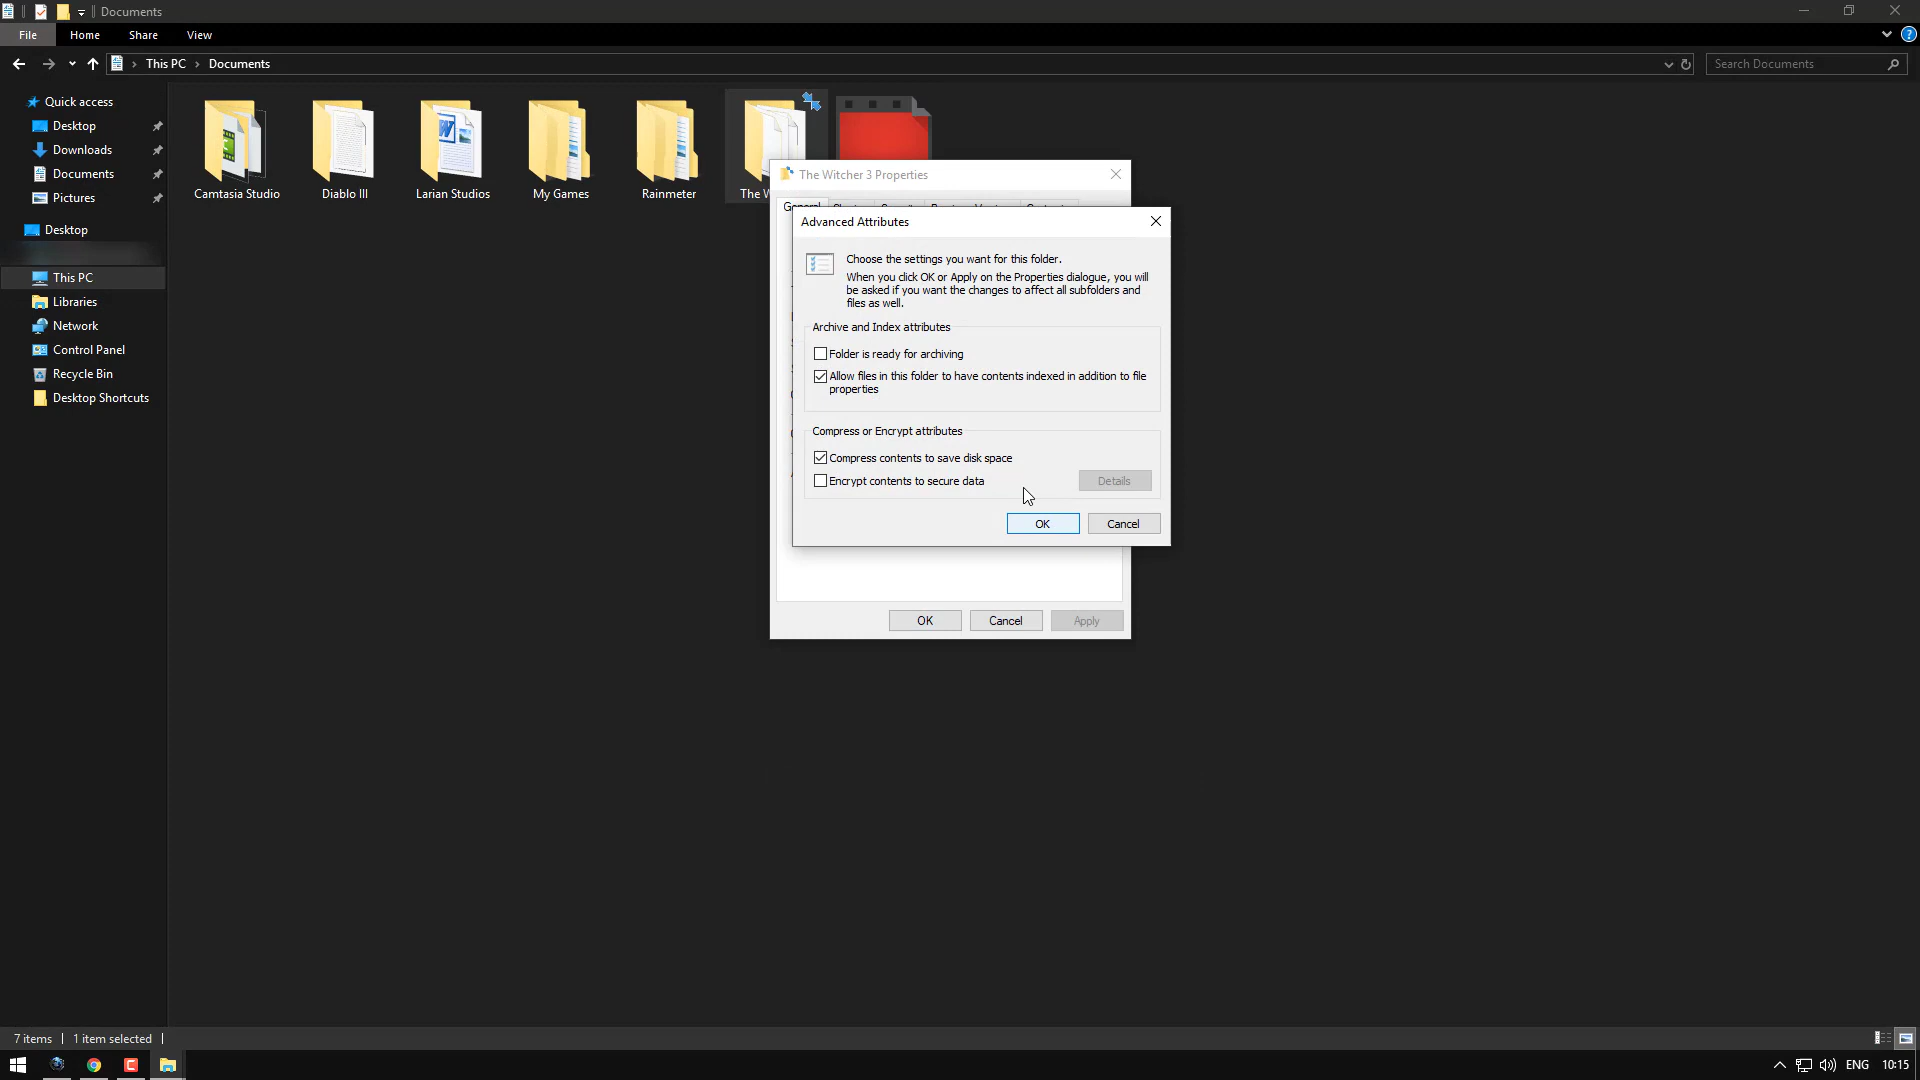 Documents
File
Home
Share
View
This PC
Documents
Search Documents
Quick access
Desktop
Downloads
Documents
Pictures
Desktop
This PC
Libraries
Network
Control Panel
Recycle Bin
Desktop Shortcuts
Camtasia Studio
Diablo III
Larian Studios
My Games
Rainmeter
The W
The Witcher 3 Properties
General
Advanced Attributes
Choose the settings you want for this folder.
When you click OK or Apply on the Properties dialogue, you will
be asked if you want the changes to affect all subfolders and
files as well.
Archive and Index attributes
Folder is ready for archiving
Allow files in this folder to have contents indexed in addition to file
properties
Compress or Encrypt attributes
Compress contents to save disk space
Encrypt contents to secure data
Details
OK
Cancel
OK
Cancel
Apply
7 items
1 item selected
ENG
10:15